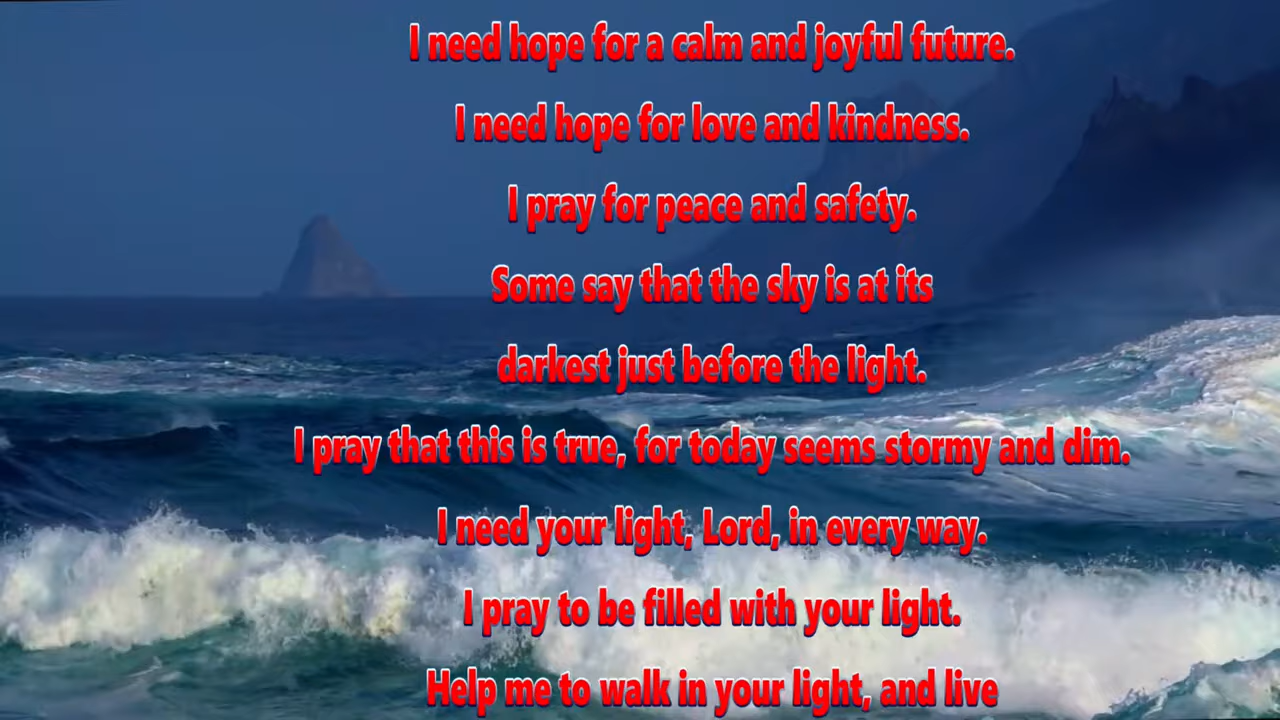 I need hope for a calm and joyful future.
I need hope for love and kindness.
I pray for peace and safety.
Some say that the sky is at its
darkest just before the light.
I pray that this is true, for today seems stormy and dim.
I need your light, Lord, in every way.
I pray to be filled with your light.
Help me to walk in your light, and live